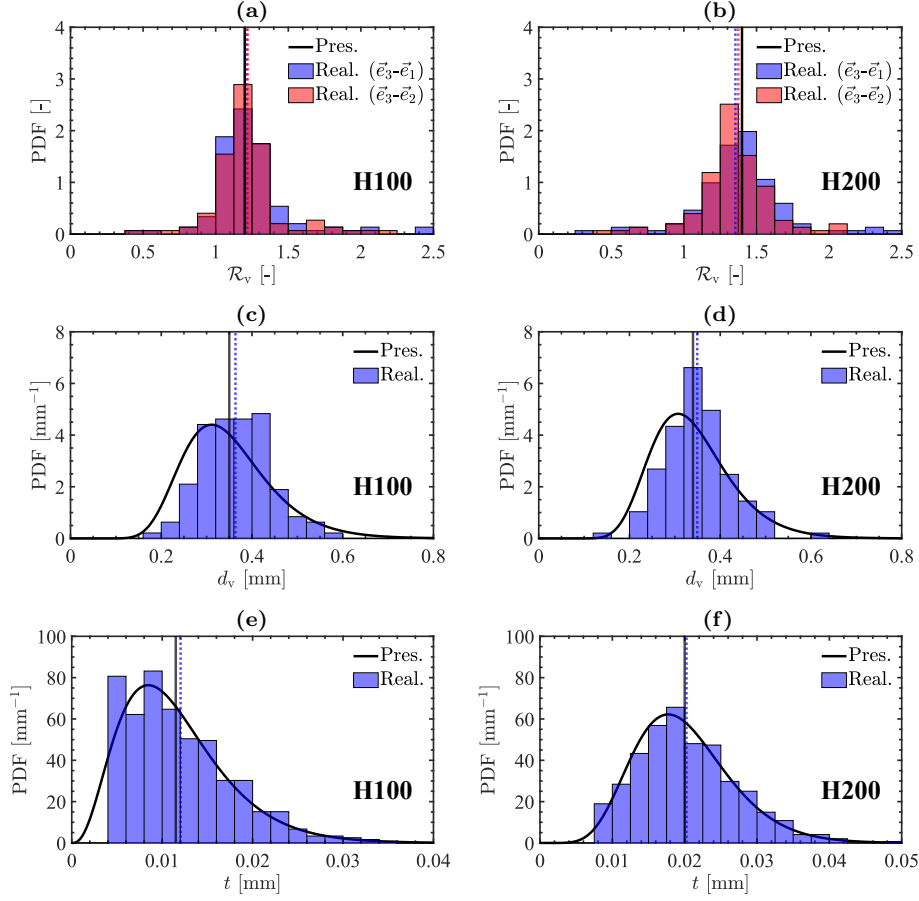 (a)
PDF [-]
4
3
2
1
0
Pres.
Real. (e⃗₃-e⃗₁)
Real. (e⃗₃-e⃗₂)
H100
0 0.5 1 1.5 2 2.5
ℛᵥ [-]
(b)
PDF [-]
4
3
2
1
0
Pres.
Real. (e⃗₃-e⃗₁)
Real. (e⃗₃-e⃗₂)
H200
0 0.5 1 1.5 2 2.5
ℛᵥ [-]
(c)
PDF [mm⁻¹]
8
6
4
2
0
Pres.
Real.
H100
0 0.2 0.4 0.6 0.8
dᵥ [mm]
(d)
PDF [mm⁻¹]
8
6
4
2
0
Pres.
Real.
H200
0 0.2 0.4 0.6 0.8
dᵥ [mm]
(e)
PDF [mm⁻¹]
100
80
60
40
20
0
Pres.
Real.
H100
0 0.01 0.02 0.03 0.04
t [mm]
(f)
PDF [mm⁻¹]
100
80
60
40
20
0
Pres.
Real.
H200
0 0.01 0.02 0.03 0.04 0.05
t [mm]